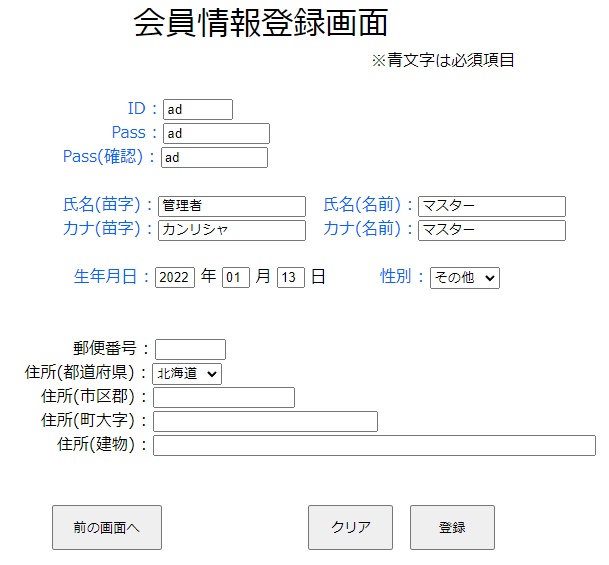 会員情報登録画面
※青文字は必須項目
ID : ad
Pass : ad
Pass(確認) : ad
氏名(苗字) : 管理者 氏名(名前) : マスター
カナ(苗字) : カンリシャ カナ(名前) : マスター
生年月日 : 2022 年 01 月 13 日 性別 : その他
郵便番号 :
住所(都道府県) : 北海道
住所(市区郡) :
住所(町大字) :
住所(建物) :
前の画面へ クリア 登録